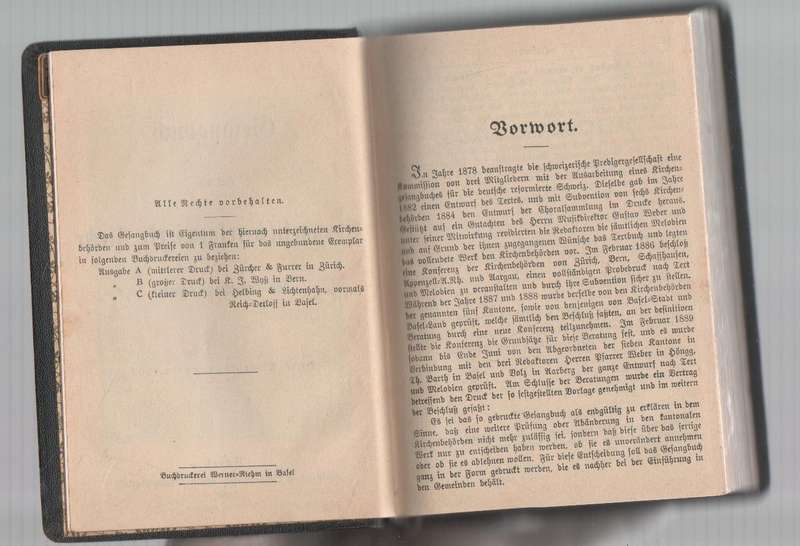 Alle Rechte vorbehalten.
Das Gesangbuch ist Eigentum der hiernach unterzeichneten Kirchen-
behörden und zum Preise von 1 Franken für das ungebundene Exemplar
in folgenden Buchdruckereien zu beziehen:
Ausgabe A (mittlerer Druck) bei Zürcher & Furrer in Zürich.
„ B (großer Druck) bei K. J. Wyß in Bern.
„ C (kleiner Druck) bei Helbing & Lichtenhahn, vormals
Reich-Detloff in Basel.
Buchdruckerei Werner-Riehm in Basel
Vorwort.
Im Jahre 1878 beauftragte die schweizerische Predigergesellschaft eine
Kommission von drei Mitgliedern mit der Ausarbeitung eines Kirchen-
gesangbuches für die deutsche reformierte Schweiz. Dieselbe gab im Jahre
1882 einen Entwurf des Textes, und mit Subvention von sechs Kirchen-
behörden 1884 den Entwurf der Choralsammlung im Drucke heraus.
Gestützt auf ein Gutachten des Herrn Musikdirektor Gustav Weber und
unter seiner Mitwirkung revidierten die Redaktoren die sämtlichen Melodien
und auf Grund der ihnen zugegangenen Wünsche das Textbuch und legten
das vollendete Werk den Kirchenbehörden vor. Im Februar 1886 beschloß
eine Konferenz der Kirchenbehörden von Zürich, Bern, Schaffhausen,
Appenzell A.-Rh. und Aargau, einen vollständigen Probedruck nach Text
und Melodien zu veranstalten und durch ihre Subvention sicher zu stellen.
Während der Jahre 1887 und 1888 wurde derselbe von den Kirchenbehörden
der genannten fünf Kantone, sowie von denjenigen von Basel-Stadt und
Basel-Land geprüft, welche sämtlich den Beschluß faßten, an der definitiven
Beratung durch eine neue Konferenz teilzunehmen. Im Februar 1889
stellte die Konferenz die Grundsätze für diese Beratung fest, und es wurde
sodann bis Ende Juni von den Abgeordneten der sieben Kantone in
Verbindung mit den drei Redaktoren Herren Pfarrer Weber in Höngg,
Th. Barth in Basel und Volz in Aarberg der ganze Entwurf nach Text
und Melodien geprüft. Am Schlusse der Beratungen wurde ein Vertrag
betreffend den Druck der so festgestellten Vorlage genehmigt und im weitern
der Beschluß gefaßt:
Es sei das so gedruckte Gesangbuch als endgültig zu erklären in dem
Sinne, daß eine weitere Prüfung oder Abänderung in den kantonalen
Kirchenbehörden nicht mehr zulässig sei, sondern daß diese über das fertige
Werk nur zu entscheiden haben werden, ob sie es unverändert annehmen
oder ob sie es ablehnen wollen. Für diese Entscheidung soll das Gesangbuch
ganz in der Form gedruckt werden, die es nachher bei der Einführung in
den Gemeinden behält.